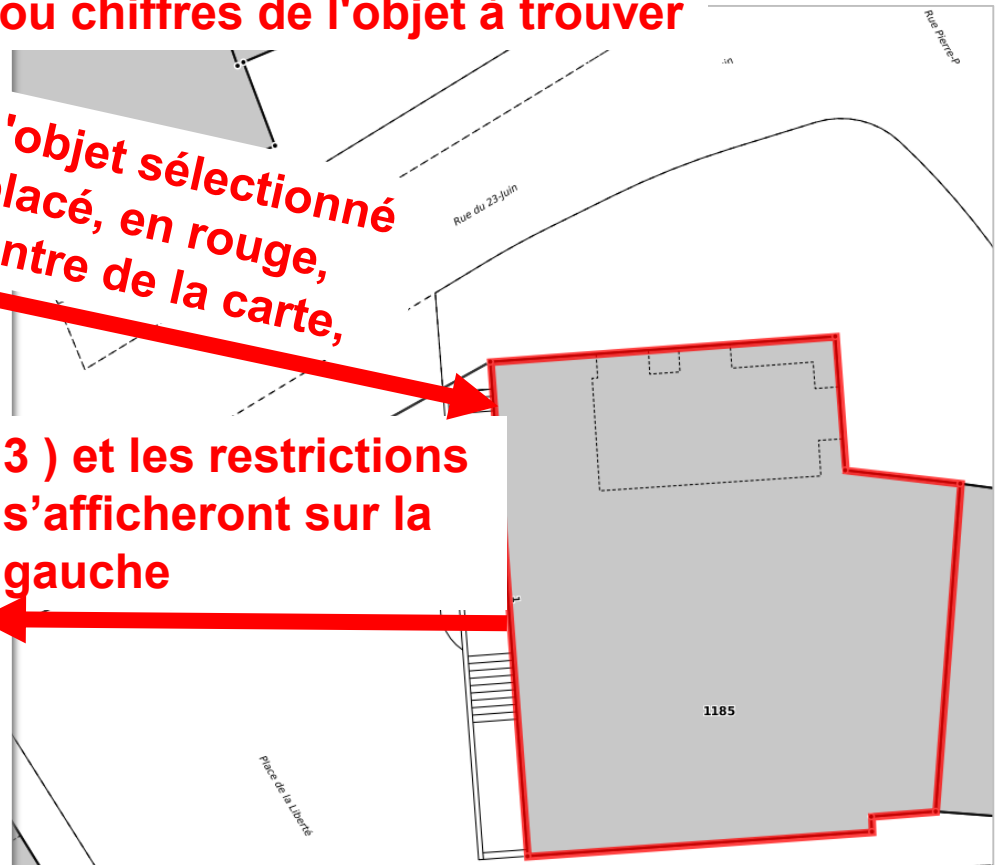 ou chiffres de l'objet à trouver
Rue Pierre-P
'objet sélectionné
lacé, en rouge,
ntre de la carte,
Rue du 23-Juin
3 ) et les restrictions
s’afficheront sur la
gauche
1
1185
Place de la Liberté